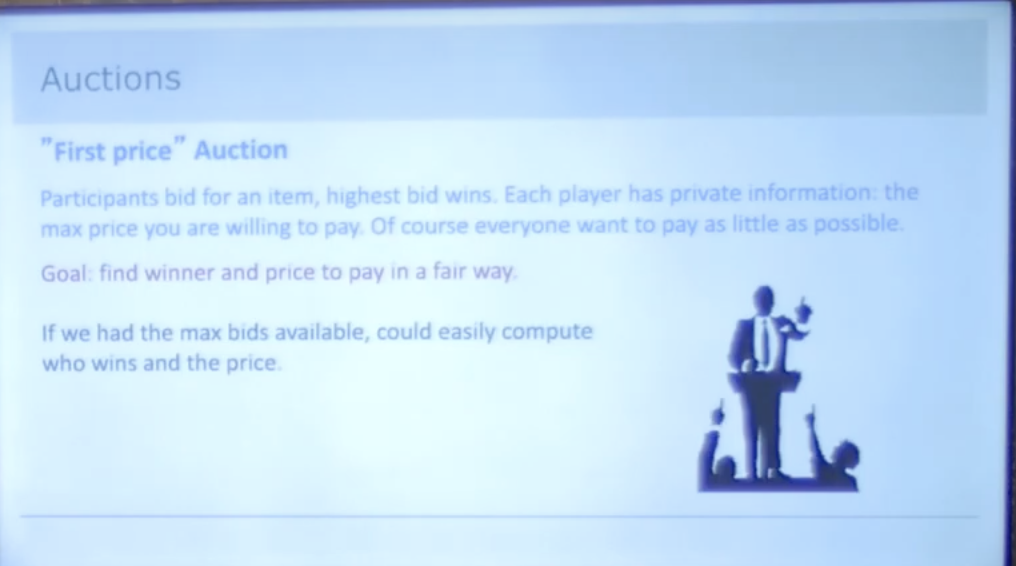 Auctions
”First price” Auction
Participants bid for an item, highest bid wins. Each player has private information: the
max price you are willing to pay. Of course everyone want to pay as little as possible.
Goal: find winner and price to pay in a fair way.
If we had the max bids available, could easily compute
who wins and the price.